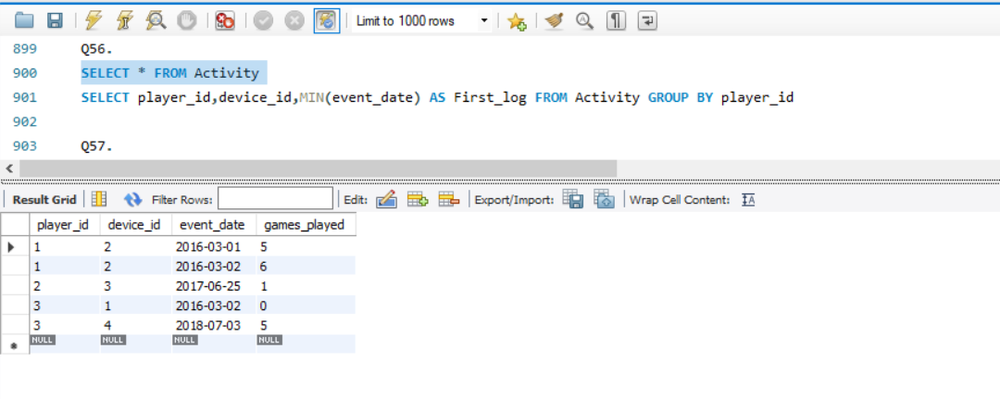 Limit to 1000 rows
899 Q56.
900 SELECT * FROM Activity
901 SELECT player_id,device_id,MIN(event_date) AS First_log FROM Activity GROUP BY player_id
902
903 Q57.
Result Grid Filter Rows: Edit: Export/Import: Wrap Cell Content:
player_id device_id event_date games_played
1 2 2016-03-01 5
1 2 2016-03-02 6
2 3 2017-06-25 1
3 1 2016-03-02 0
3 4 2018-07-03 5
NULL NULL NULL NULL